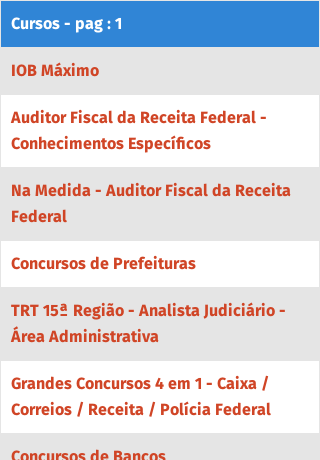 Cursos - pag : 1
IOB Máximo
Auditor Fiscal da Receita Federal -
Conhecimentos Específicos
Na Medida - Auditor Fiscal da Receita
Federal
Concursos de Prefeituras
TRT 15ª Região - Analista Judiciário -
Área Administrativa
Grandes Concursos 4 em 1 - Caixa /
Correios / Receita / Polícia Federal
Concursos de Bancos